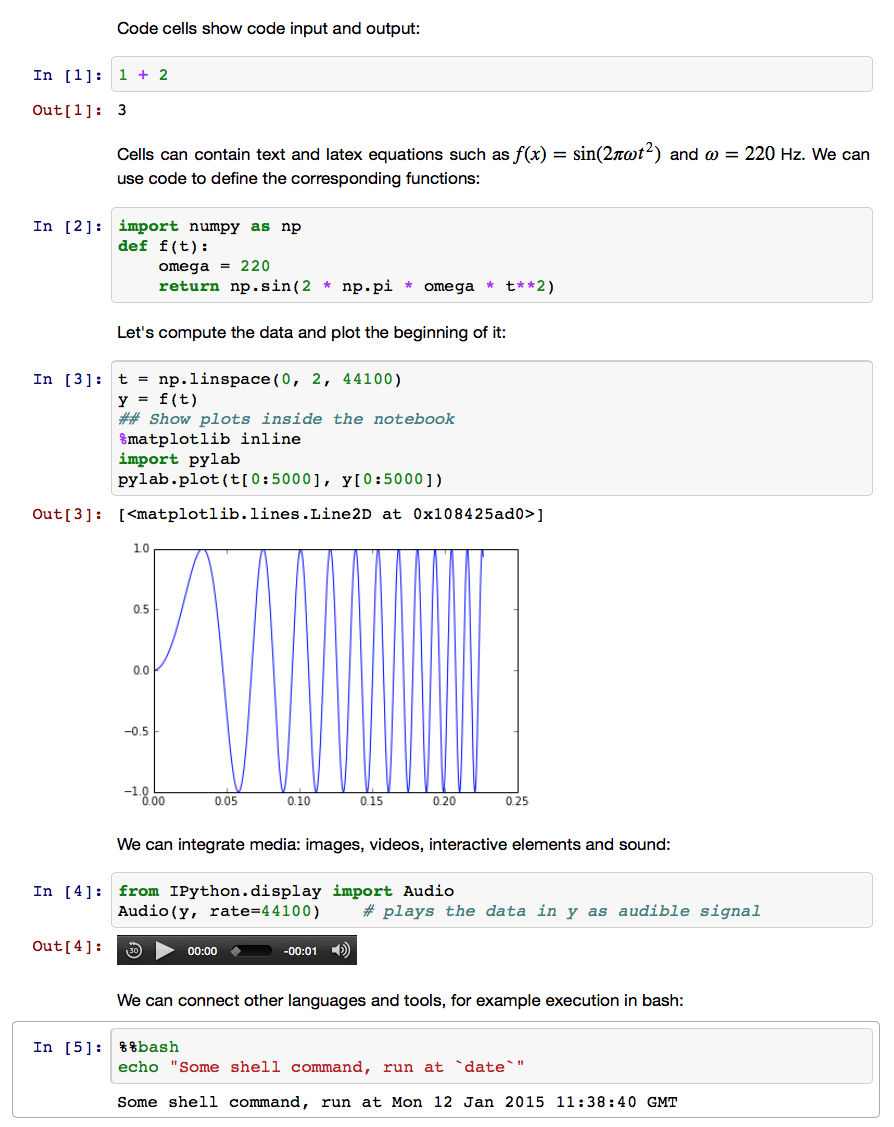 Code cells show code input and output:
In [1]: 1 + 2
Out[1]: 3
Cells can contain text and latex equations such as f(x) = sin(2πωt²) and ω = 220 Hz. We can
use code to define the corresponding functions:
In [2]: import numpy as np
def f(t):
    omega = 220
    return np.sin(2 * np.pi * omega * t**2)
Let's compute the data and plot the beginning of it:
In [3]: t = np.linspace(0, 2, 44100)
y = f(t)
## Show plots inside the notebook
%matplotlib inline
import pylab
pylab.plot(t[0:5000], y[0:5000])
Out[3]: [<matplotlib.lines.Line2D at 0x108425ad0>]
1.0
0.5
0.0
−0.5
−1.0
0.00 0.05 0.10 0.15 0.20 0.25
We can integrate media: images, videos, interactive elements and sound:
In [4]: from IPython.display import Audio
Audio(y, rate=44100)    # plays the data in y as audible signal
Out[4]: 30 00:00 -00:01
We can connect other languages and tools, for example execution in bash:
In [5]: %%bash
echo "Some shell command, run at `date`"
Some shell command, run at Mon 12 Jan 2015 11:38:40 GMT